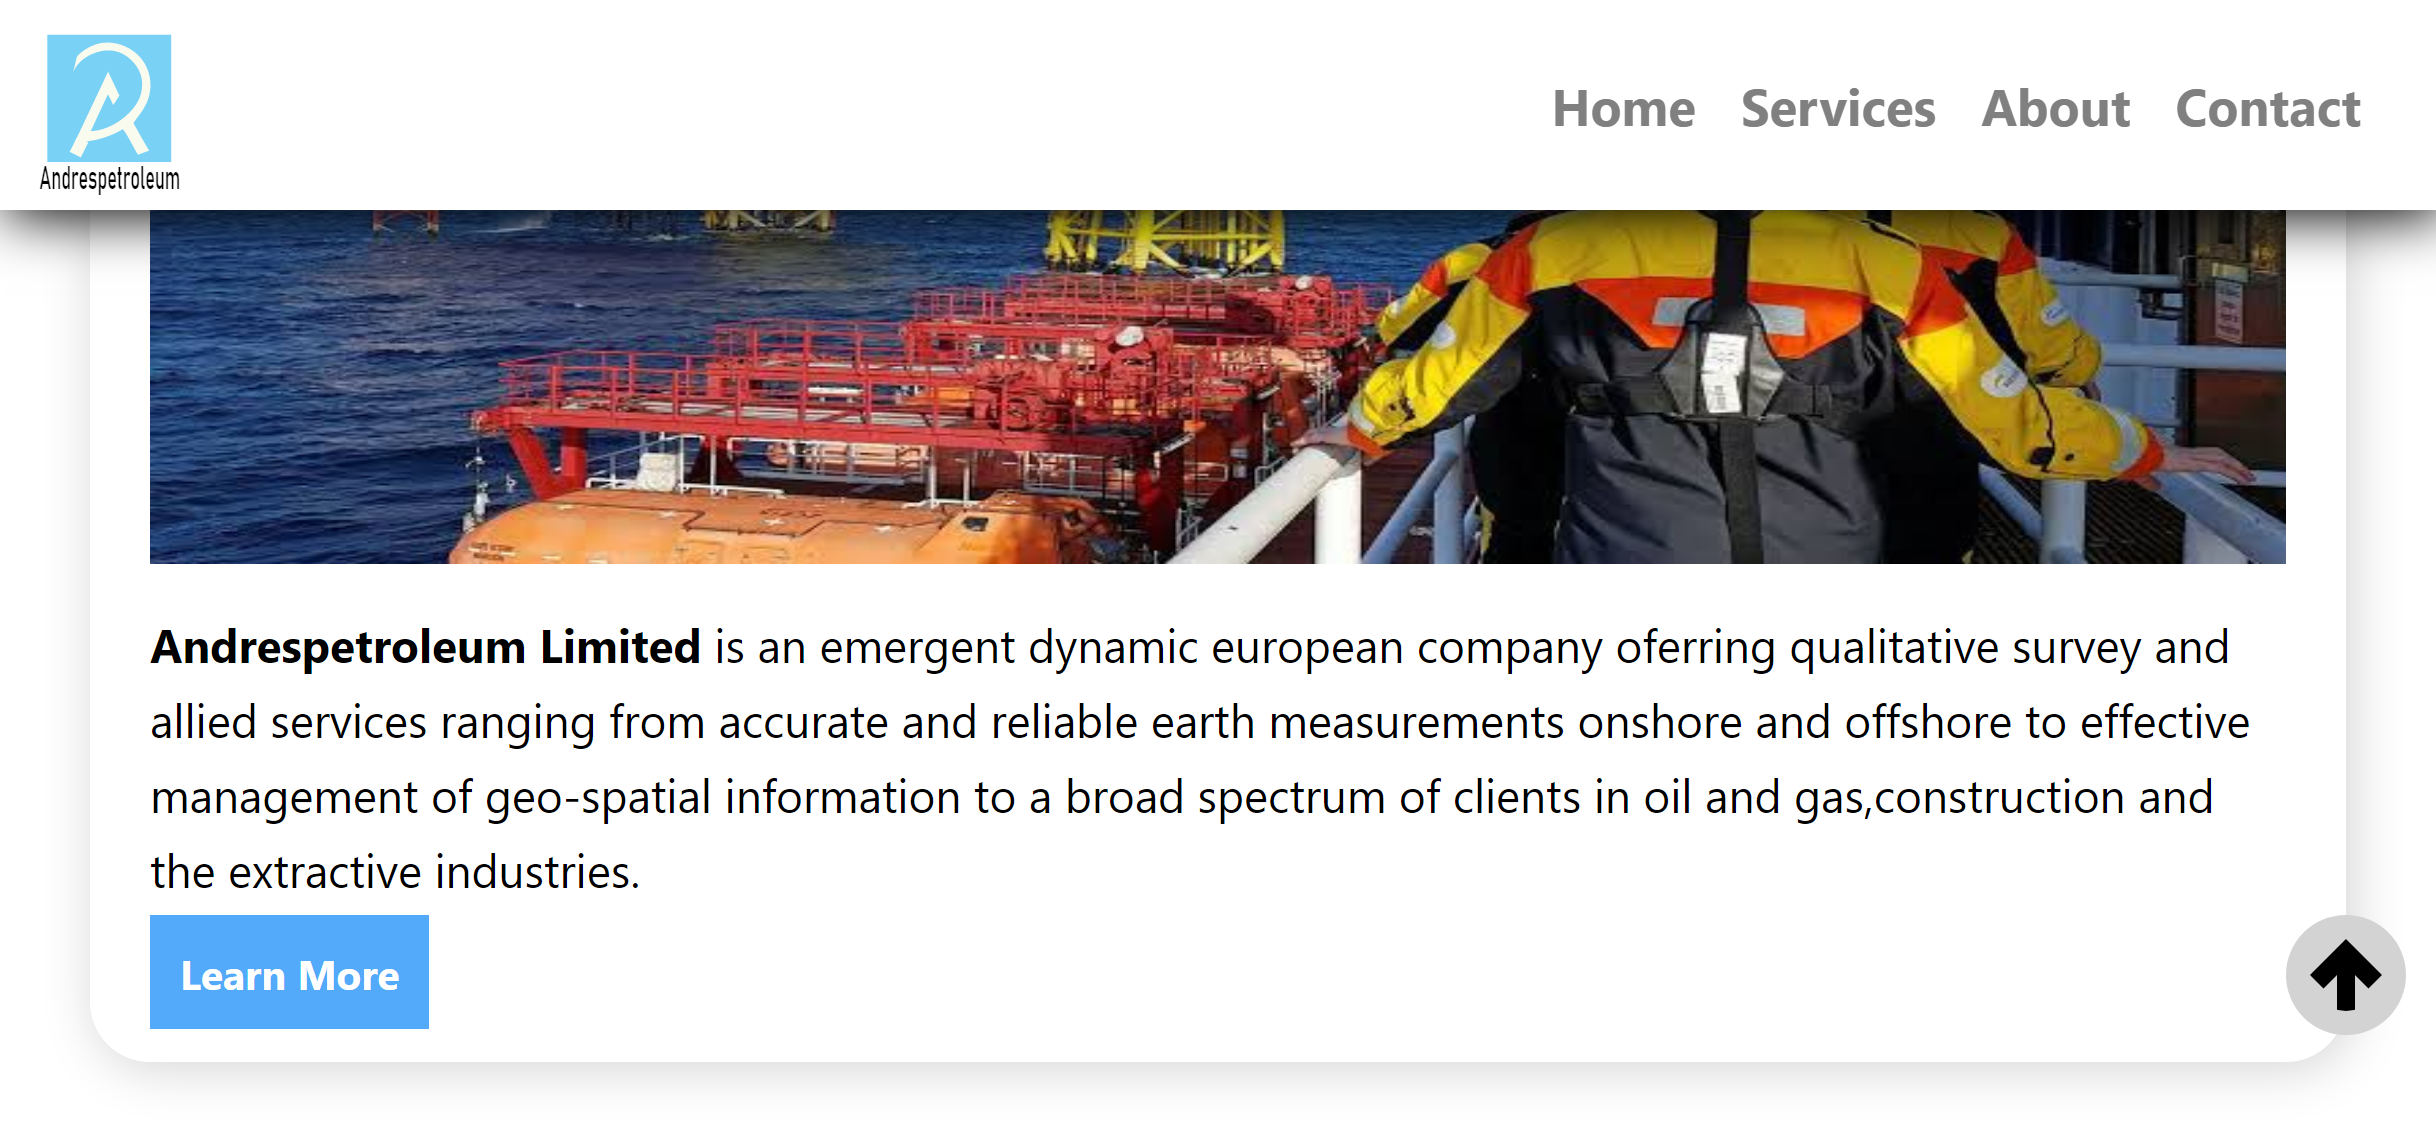 Andrespetroleum
Home Services About Contact
Andrespetroleum Limited is an emergent dynamic european company oferring qualitative survey and
allied services ranging from accurate and reliable earth measurements onshore and offshore to effective
management of geo-spatial information to a broad spectrum of clients in oil and gas,construction and
the extractive industries.
Learn More